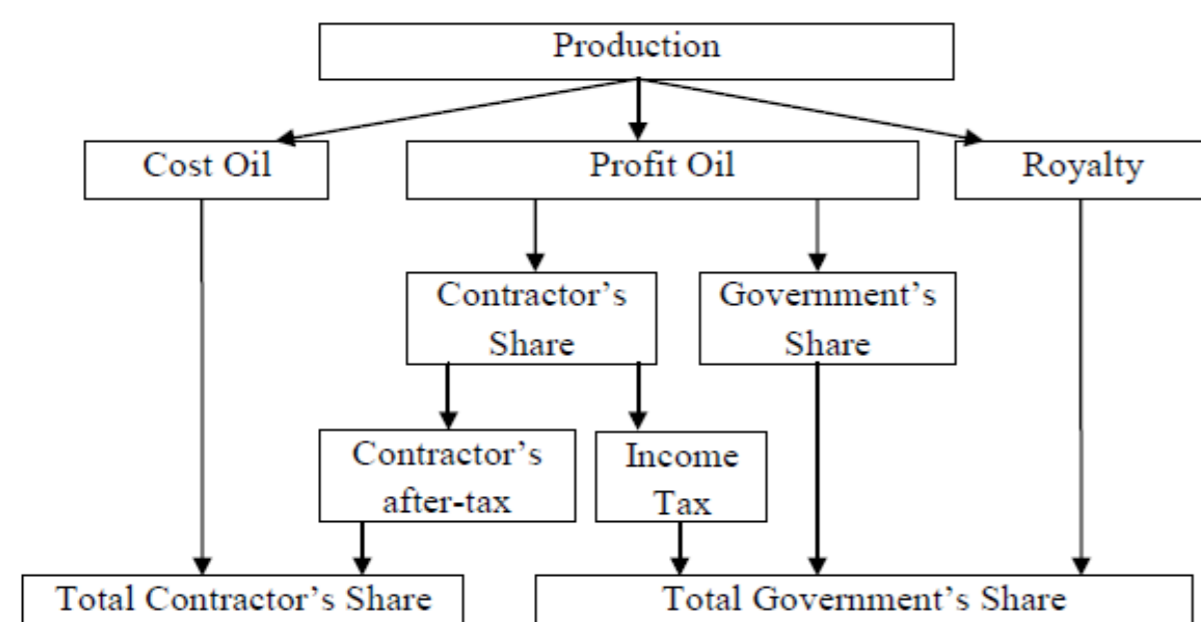 Production
Cost Oil
Profit Oil
Royalty
Contractor’s
Share
Government’s
Share
Contractor’s
after-tax
Income
Tax
Total Contractor’s Share
Total Government’s Share